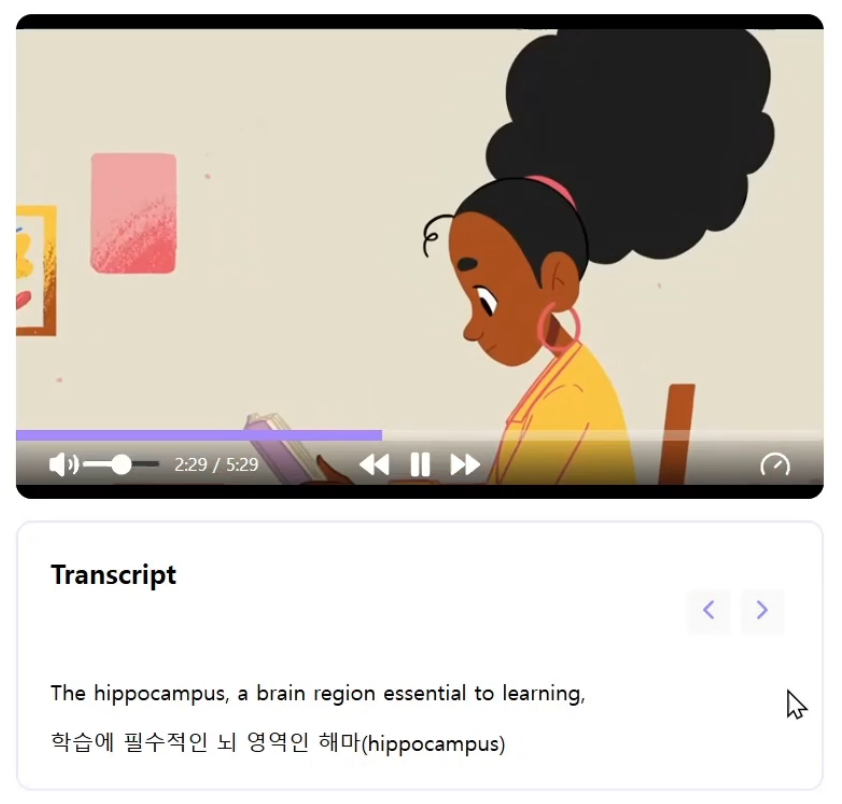 2:29 / 5:29
Transcript
The hippocampus, a brain region essential to learning,
학습에 필수적인 뇌 영역인 해마(hippocampus)